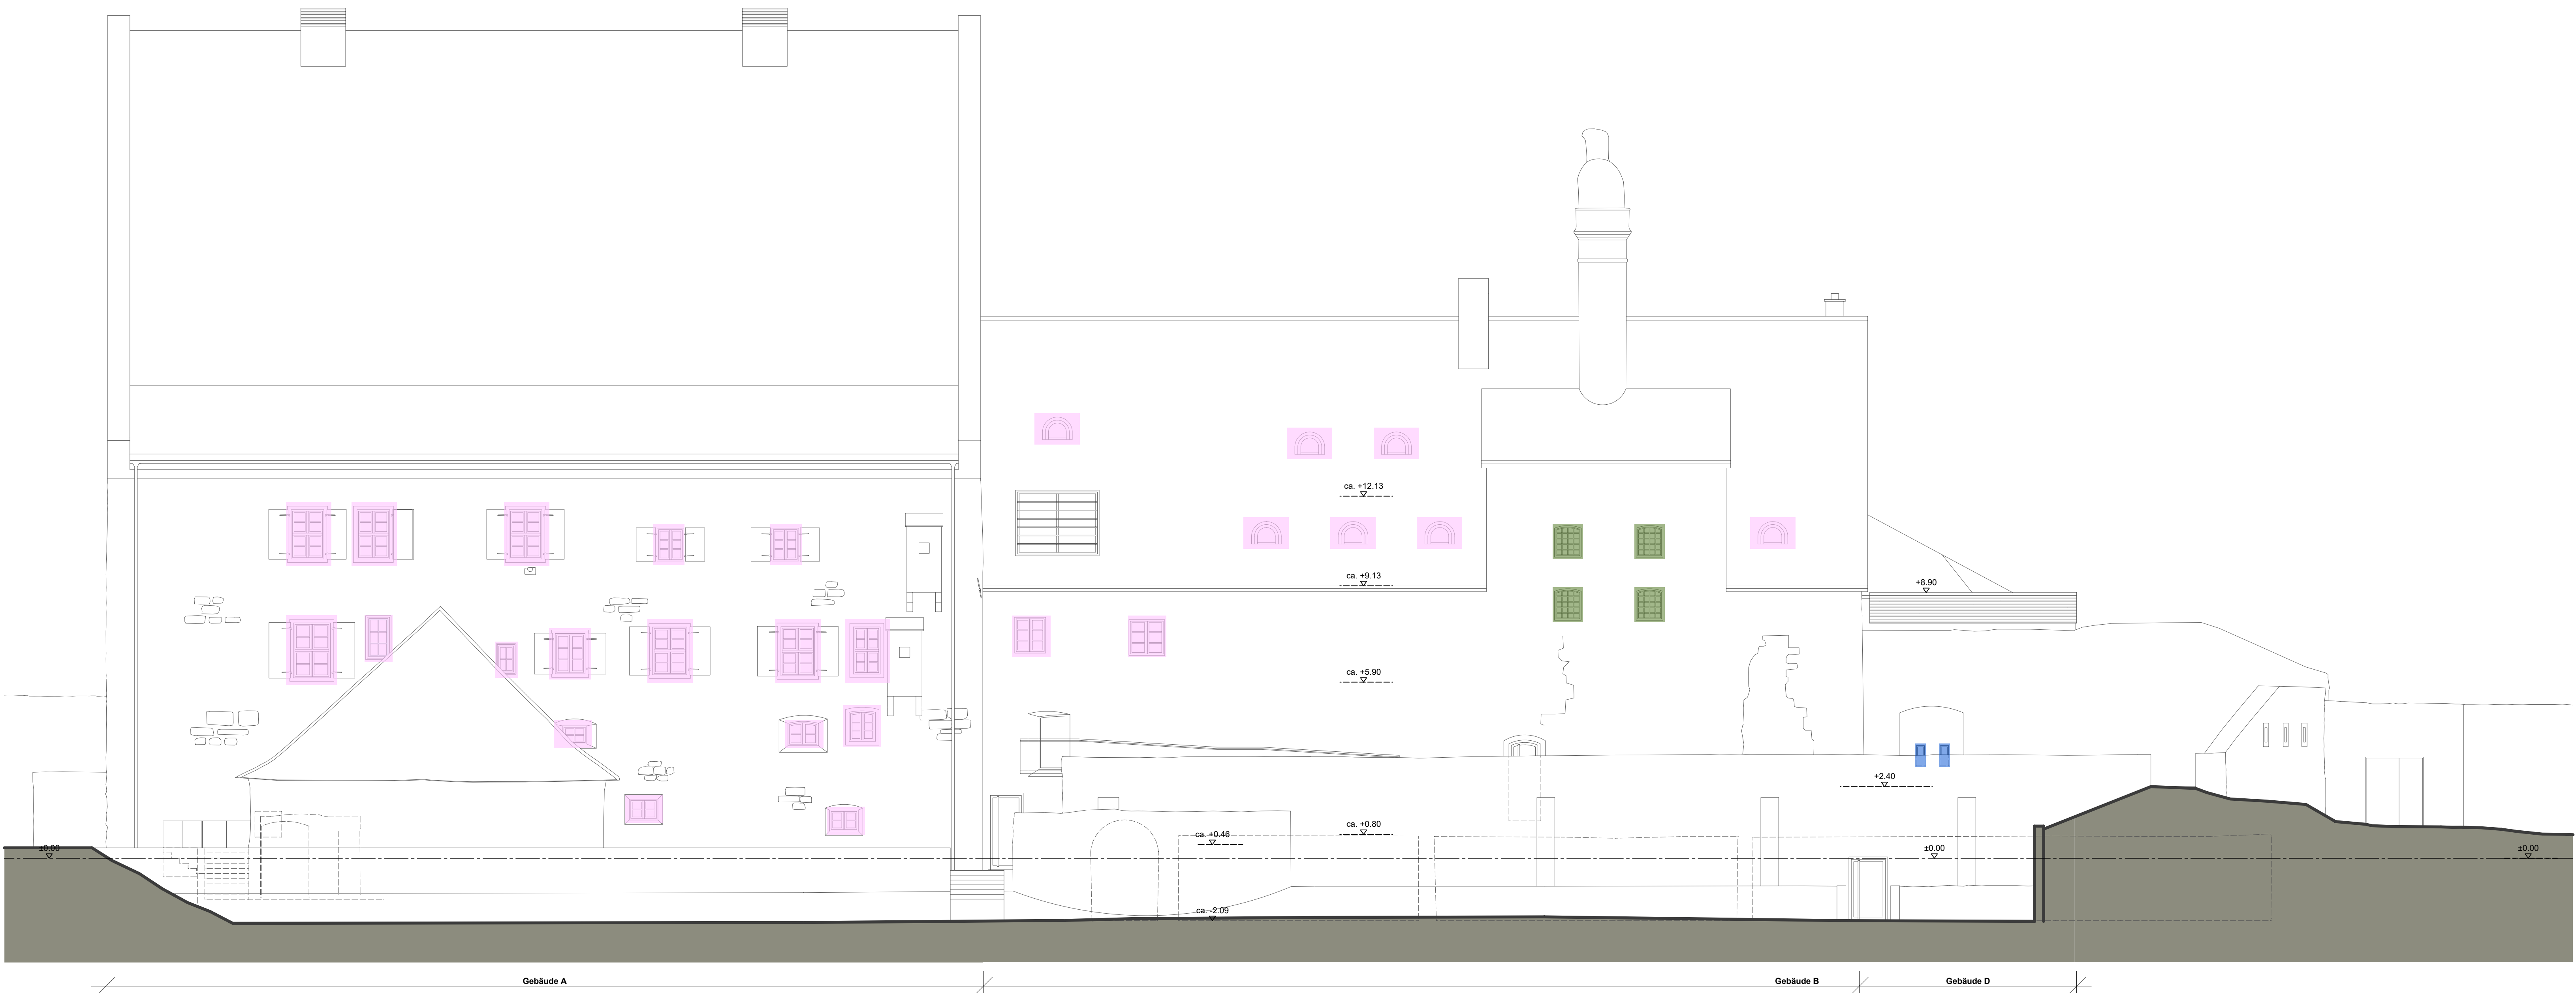 ca. +12.13
ca. +9.13
+8.90
ca. +5.90
+2.40
ca. +0.46
ca. +0.80
±0.00
±0.00
±0.00
ca. -2.09
Gebäude A
Gebäude B
Gebäude D